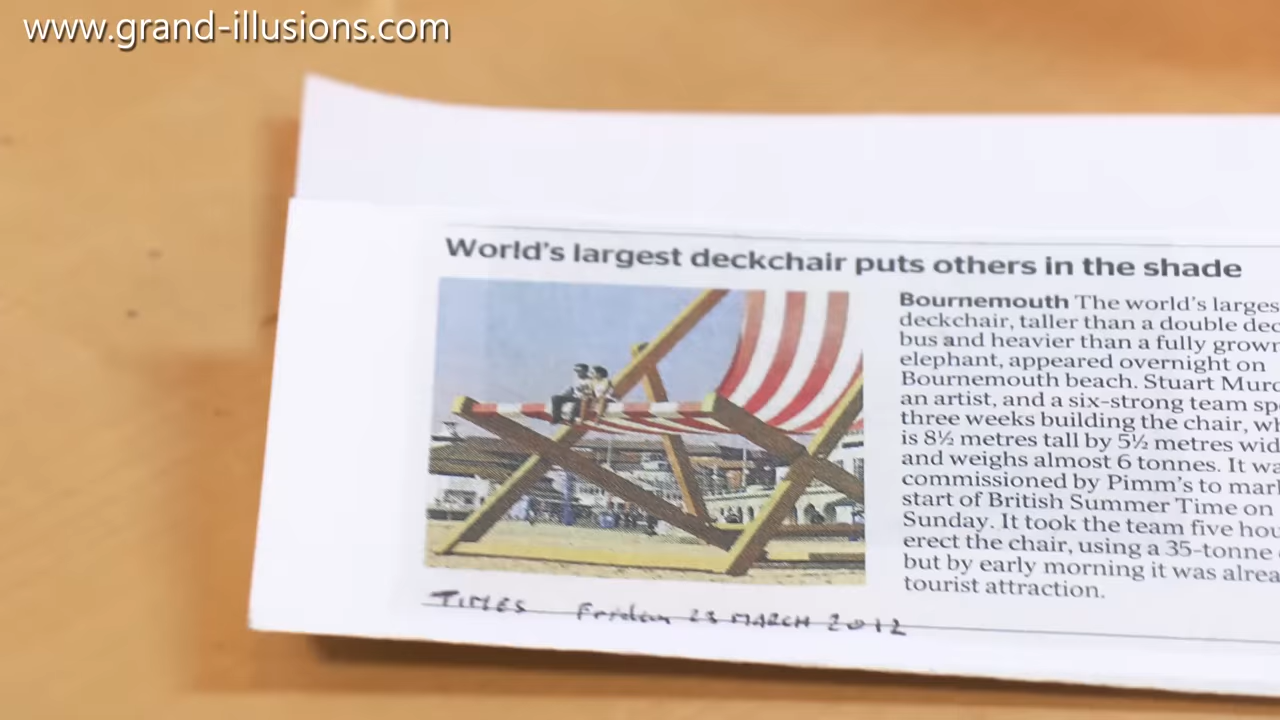 www.grand-illusions.com
World's largest deckchair puts others in the shade
Bournemouth The world's larges
deckchair, taller than a double dec
bus and heavier than a fully grown
elephant, appeared overnight on
Bournemouth beach. Stuart Murd
an artist, and a six-strong team sp
three weeks building the chair, wh
is 8½ metres tall by 5½ metres wid
and weighs almost 6 tonnes. It wa
commissioned by Pimm's to mark
start of British Summer Time on
Sunday. It took the team five hou
erect the chair, using a 35-tonne
but by early morning it was alrea
tourist attraction.
TIMES Friday 23 MARCH 2012